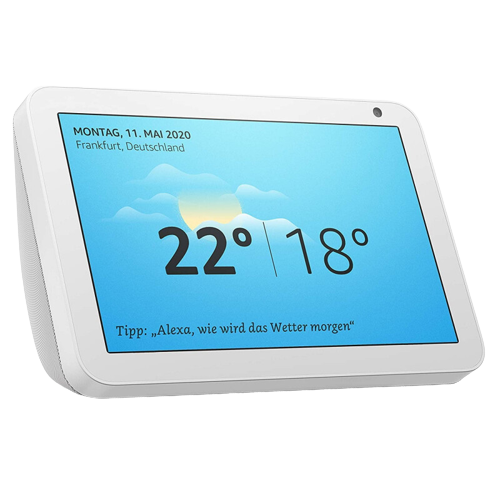 MONTAG, 11. MAI 2020
Frankfurt, Deutschland
22° 18°
Tipp: „Alexa, wie wird das Wetter morgen“